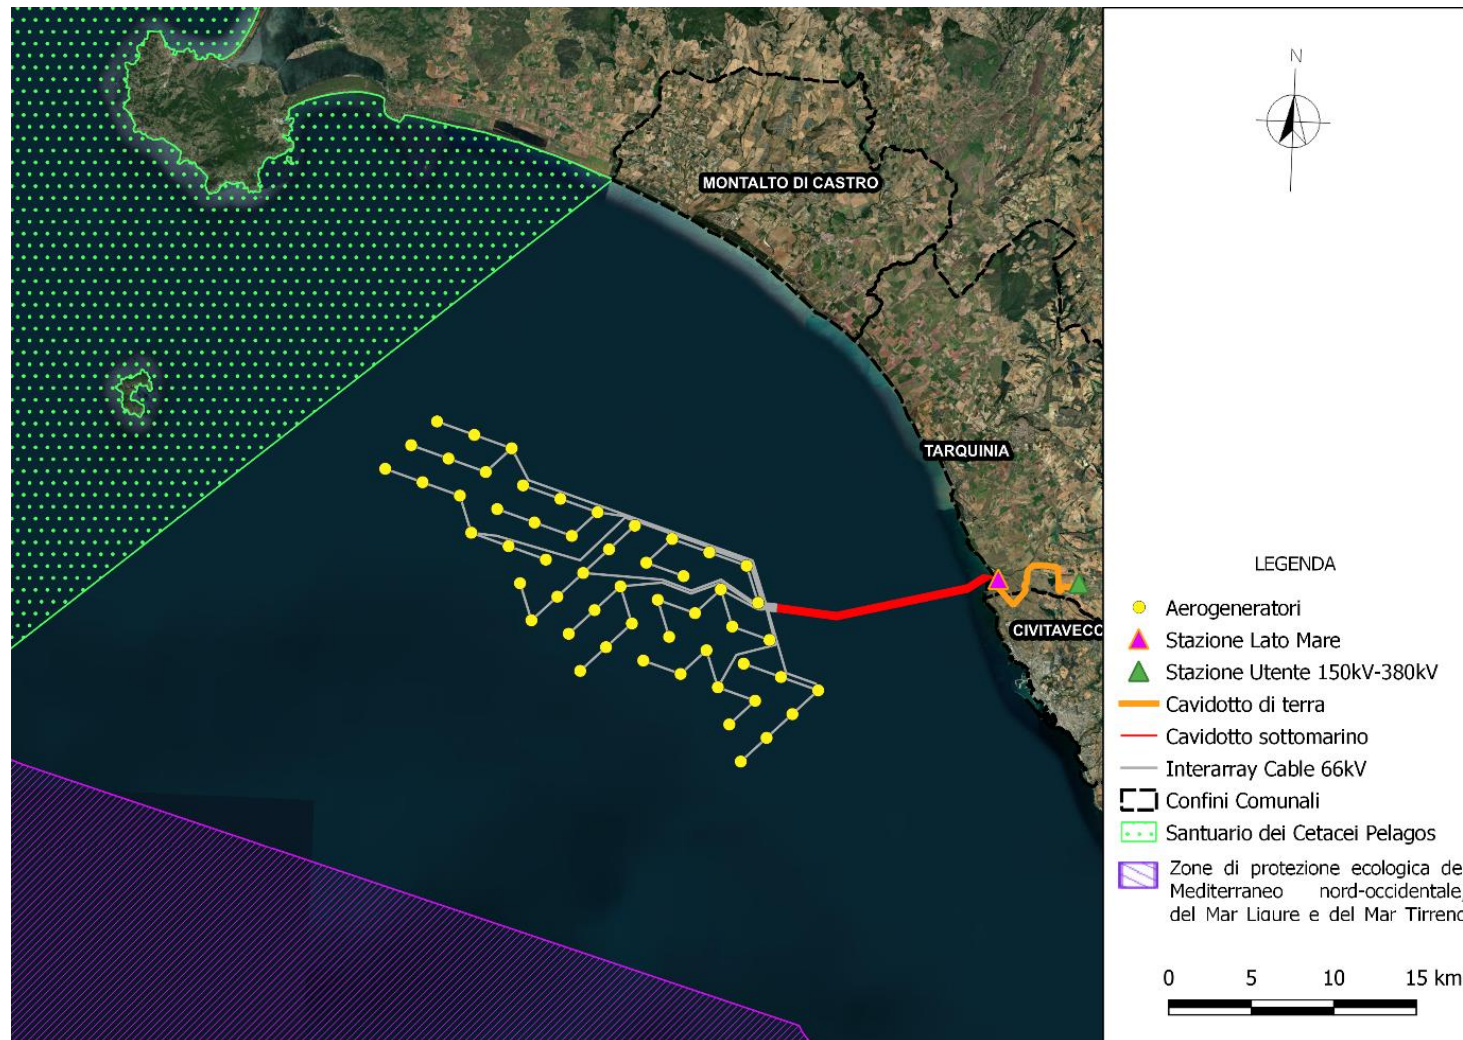 N
MONTALTO DI CASTRO
TARQUINIA
CIVITAVECC
LEGENDA
Aerogeneratori
Stazione Lato Mare
Stazione Utente 150kV-380kV
Cavidotto di terra
Cavidotto sottomarino
Interarray Cable 66kV
Confini Comunali
Santuario dei Cetacei Pelagos
Zone di protezione ecologica de
Mediterraneo nord-occidentale,
del Mar Ligure e del Mar Tirreno
0 5 10 15 km